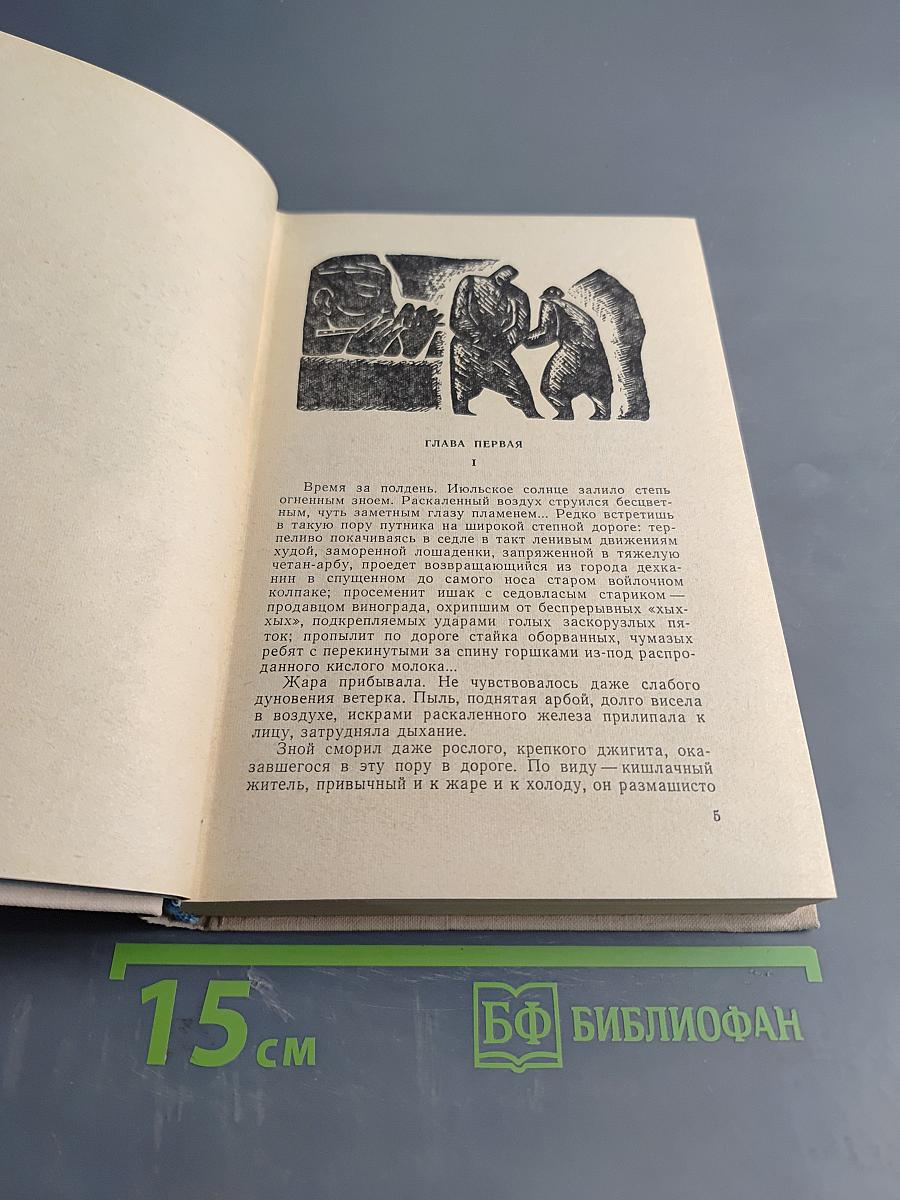 ГЛАВА ПЕРВАЯ
I
Время за полдень. Июльское солнце залило степь
огненным зноем. Раскаленный воздух струился бесцвет-
ным, чуть заметным глазу пламенем... Редко встретишь
в такую пору путника на широкой степной дороге: тер-
пеливо покачиваясь в седле в такт ленивым движениям
худой, заморенной лошаденки, запряженной в тяжелую
четан-арбу, проедет возвращающийся из города дехка-
нин в спущенном до самого носа старом войлочном
колпаке; просеменит ишак с седовласым стариком —
продавцом винограда, охрипшим от беспрерывных «хых-
хых», подкрепляемых ударами голых заскорузлых пя-
ток; пропылит по дороге стайка оборванных, чумазых
ребят с перекинутыми за спину горшками из-под распро-
данного кислого молока...
Жара прибывала. Не чувствовалось даже слабого
дуновения ветерка. Пыль, поднятая арбой, долго висела
в воздухе, искрами раскаленного железа прилипала к
лицу, затрудняла дыхание.
Зной сморил даже рослого, крепкого джигита, ока-
завшегося в эту пору в дороге. По виду — кишлачный
житель, привычный и к жаре и к холоду, он размашисто
5
15 см
БФ БИБЛИОФАН